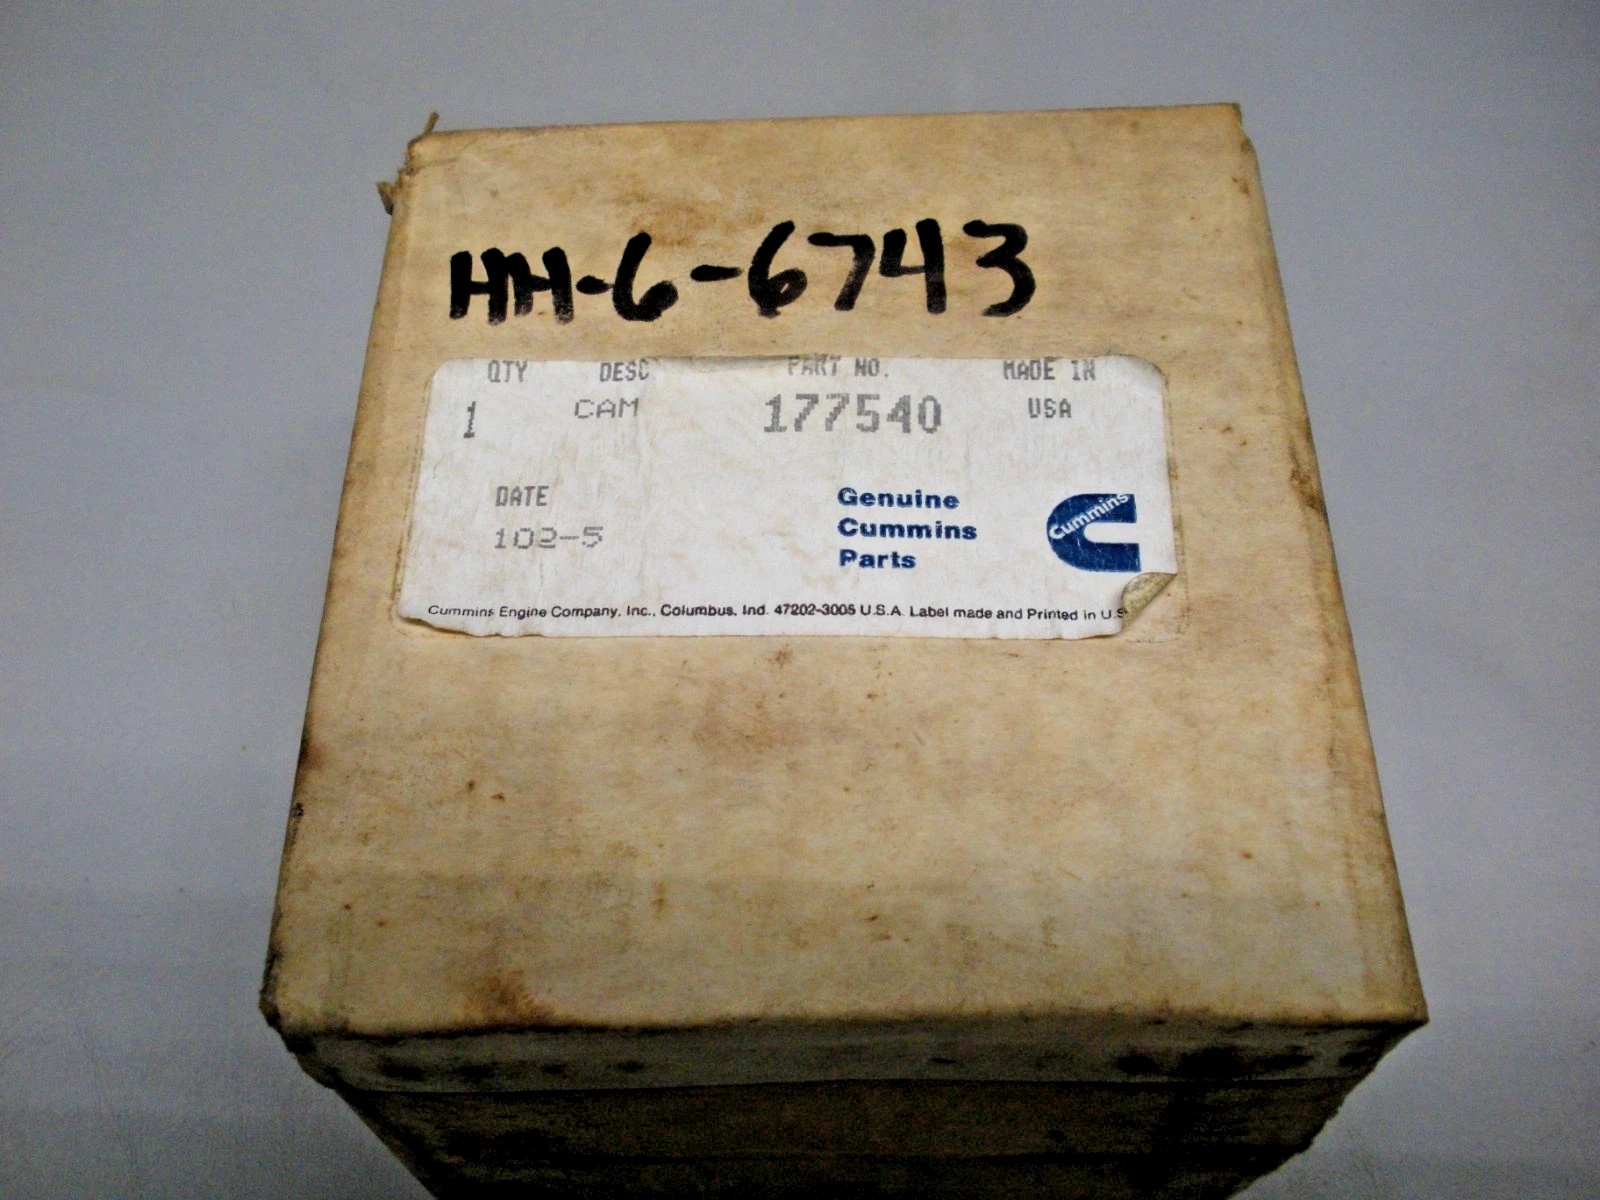 HH-6-6743
QTY DESC PART NO. MADE IN
1 CAM 177540 USA
DATE
102-5
Genuine
Cummins
Parts
Cummins
Cummins Engine Company, Inc., Columbus, Ind. 47202-3005 U.S.A. Label made and Printed in U.S